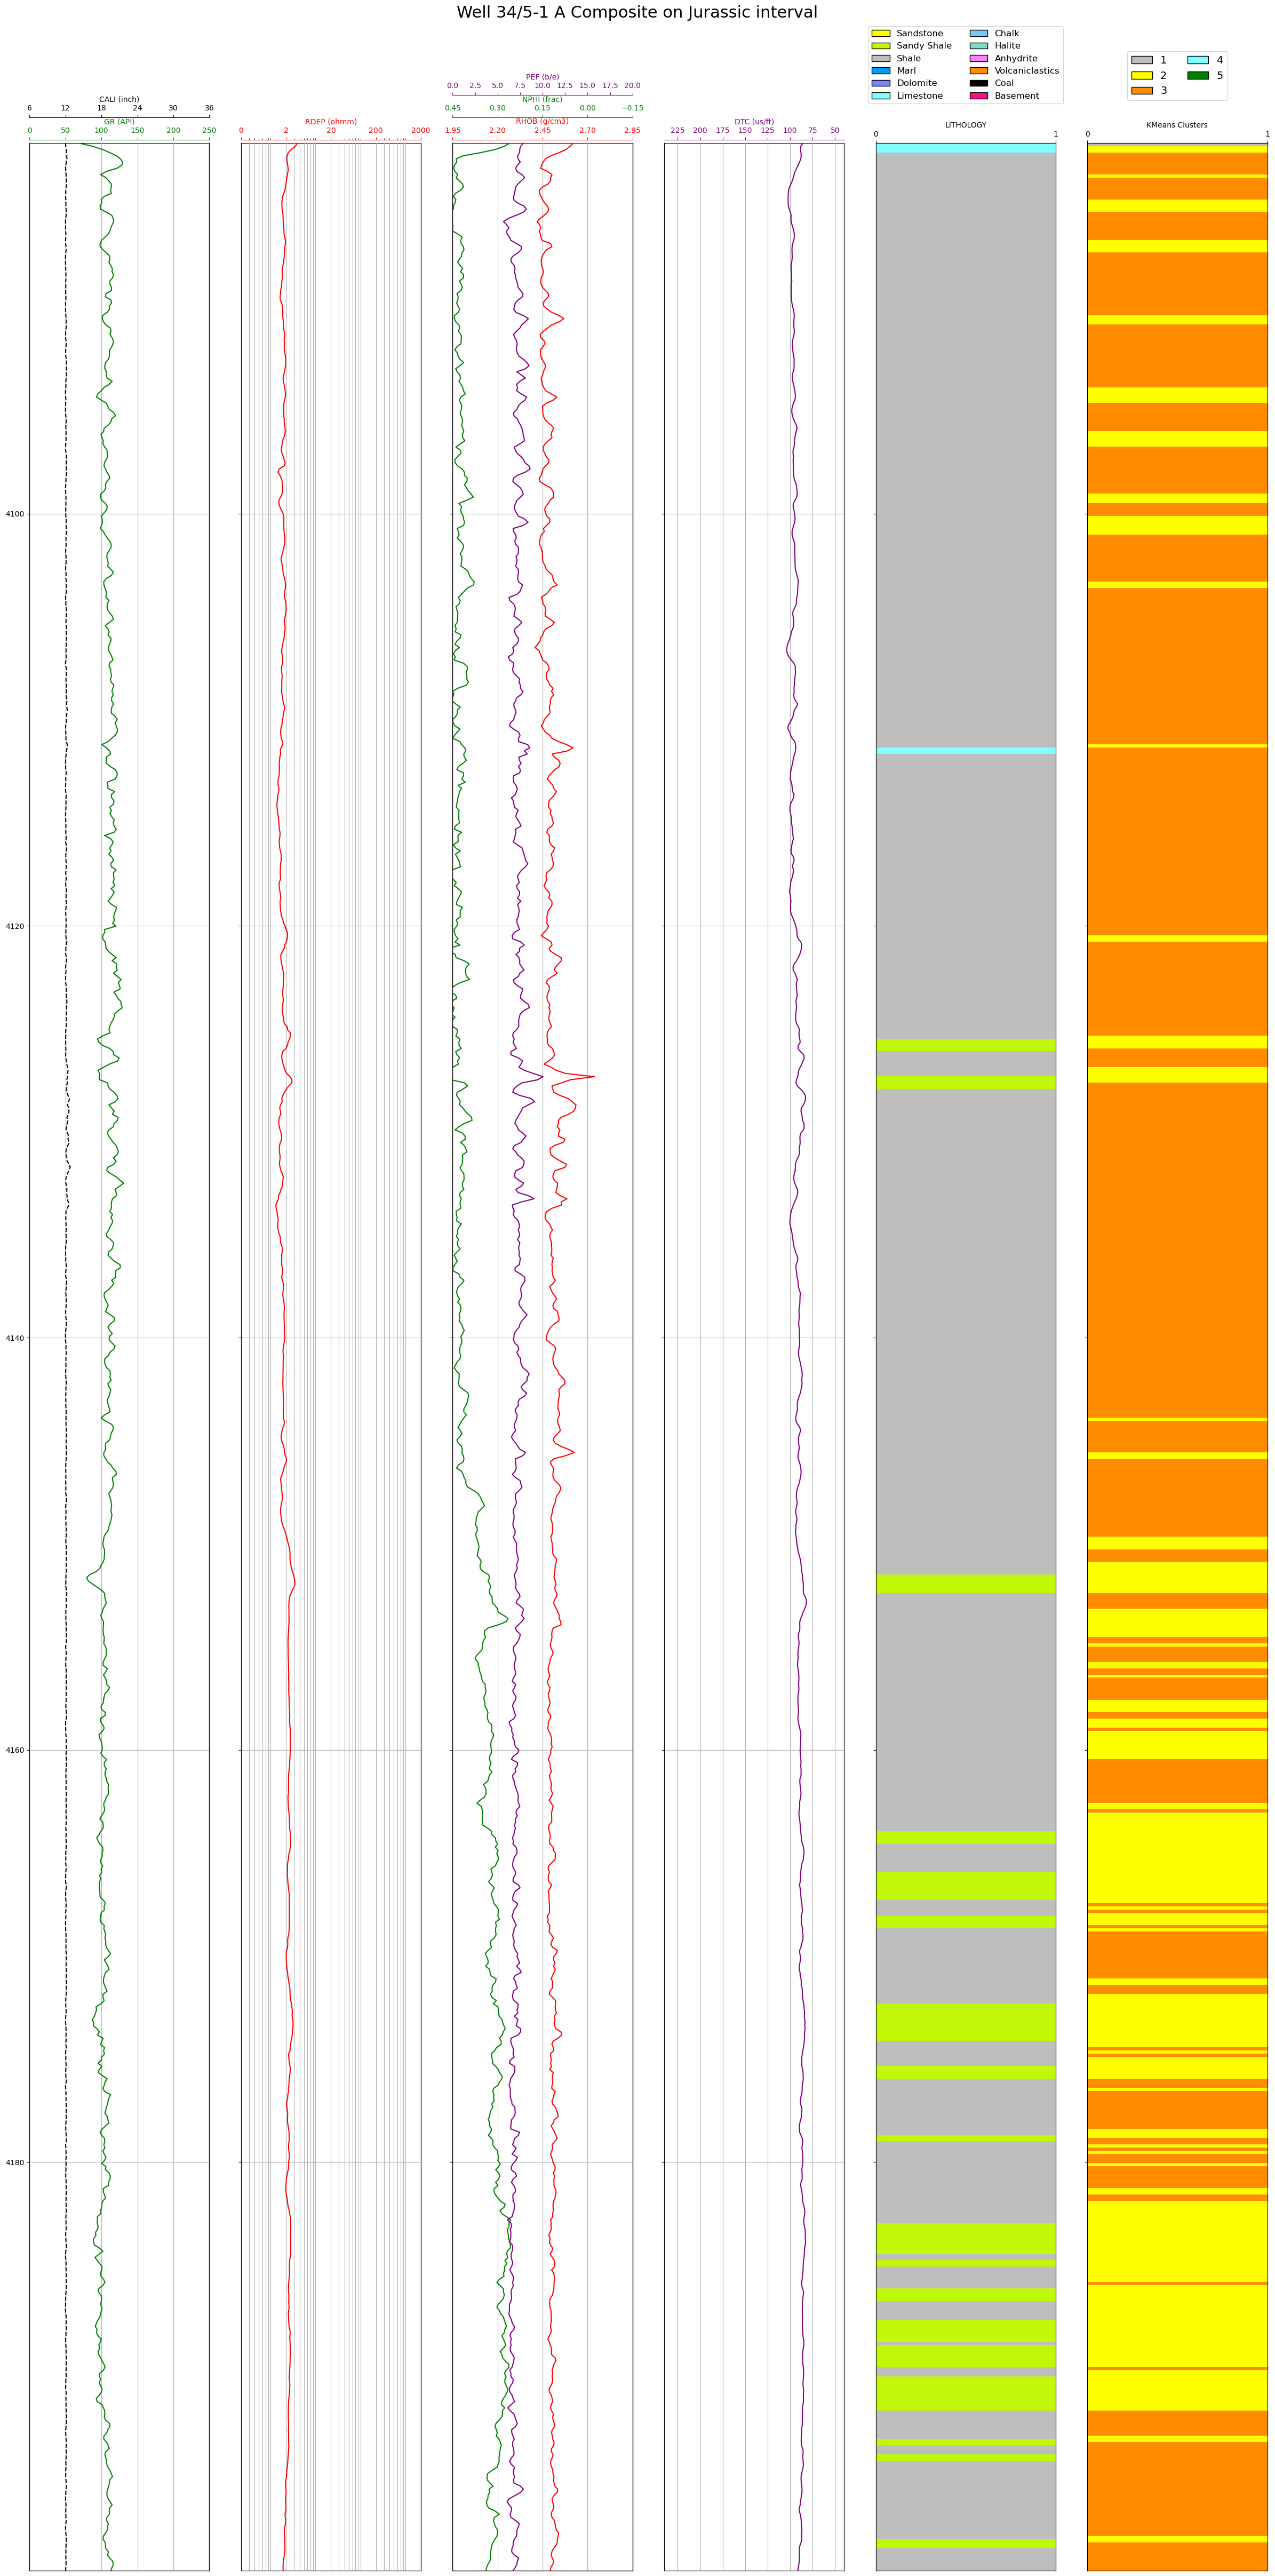 Well 34/5-1 A Composite on Jurassic interval
Sandstone Chalk
Sandy Shale Halite
Shale Anhydrite
Marl Volcaniclastics
Dolomite Coal
Limestone Basement
1 4
2 5
3
PEF (b/e)
0.0 2.5 5.0 7.5 10.0 12.5 15.0 17.5 20.0
CALI (inch) NPHI (frac)
6 12 18 24 30 36 0.45 0.30 0.15 0.00 −0.15
GR (API) RDEP (ohmm) RHOB (g/cm3) DTC (us/ft) LITHOLOGY KMeans Clusters
0 50 100 150 200 250 0 2 20 200 2000 1.95 2.20 2.45 2.70 2.95 225 200 175 150 125 100 75 50 0 1 0 1
4100
4120
4140
4160
4180